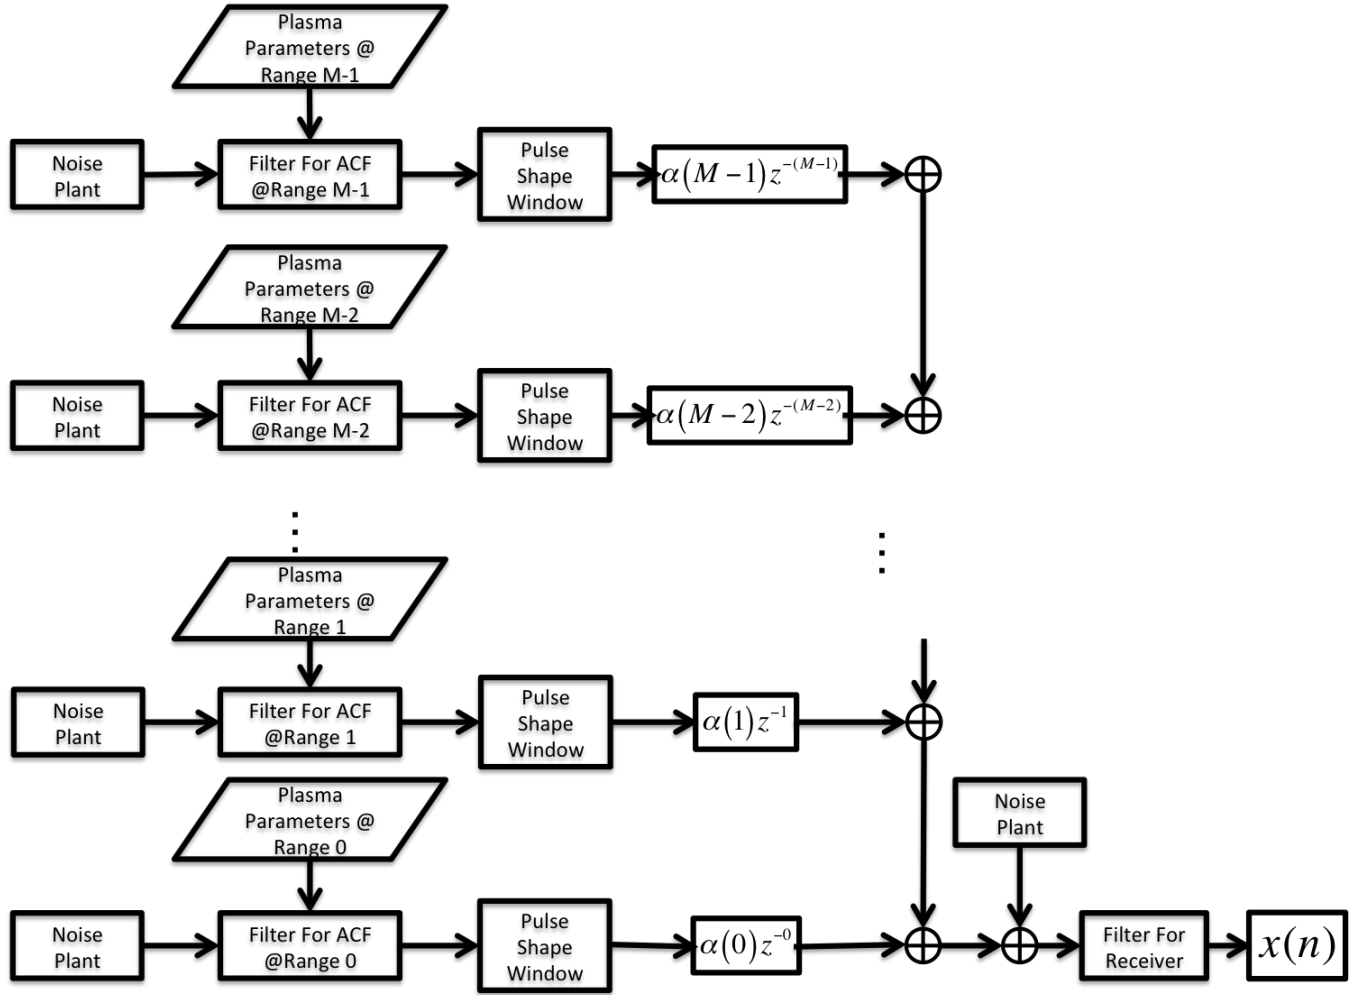 Plasma
Parameters @
Range M-1
Noise
Plant
Filter For ACF
@Range M-1
Pulse
Shape
Window
α(M − 1)z^{-(M-1)}
Plasma
Parameters @
Range M-2
Noise
Plant
Filter For ACF
@Range M-2
Pulse
Shape
Window
α(M − 2)z^{-(M-2)}
Plasma
Parameters @
Range 1
Noise
Plant
Filter For ACF
@Range 1
Pulse
Shape
Window
α(1)z^{-1}
Plasma
Parameters @
Range 0
Noise
Plant
Noise
Plant
Filter For ACF
@Range 0
Pulse
Shape
Window
α(0)z^{-0}
Filter For
Receiver
x(n)